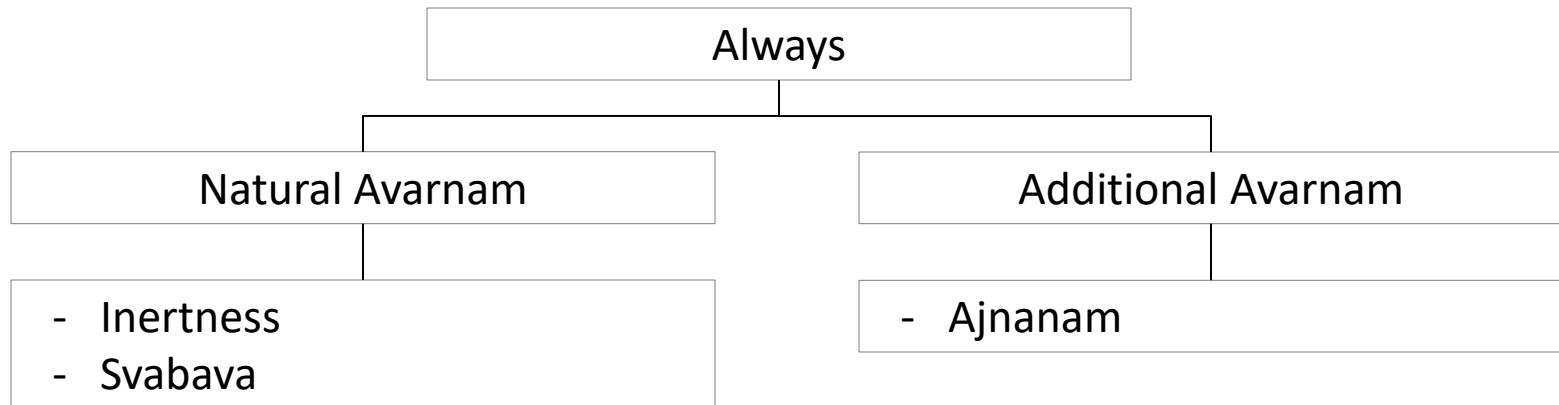 Always
Natural Avarnam
Additional Avarnam
- Inertness
- Svabava
- Ajnanam